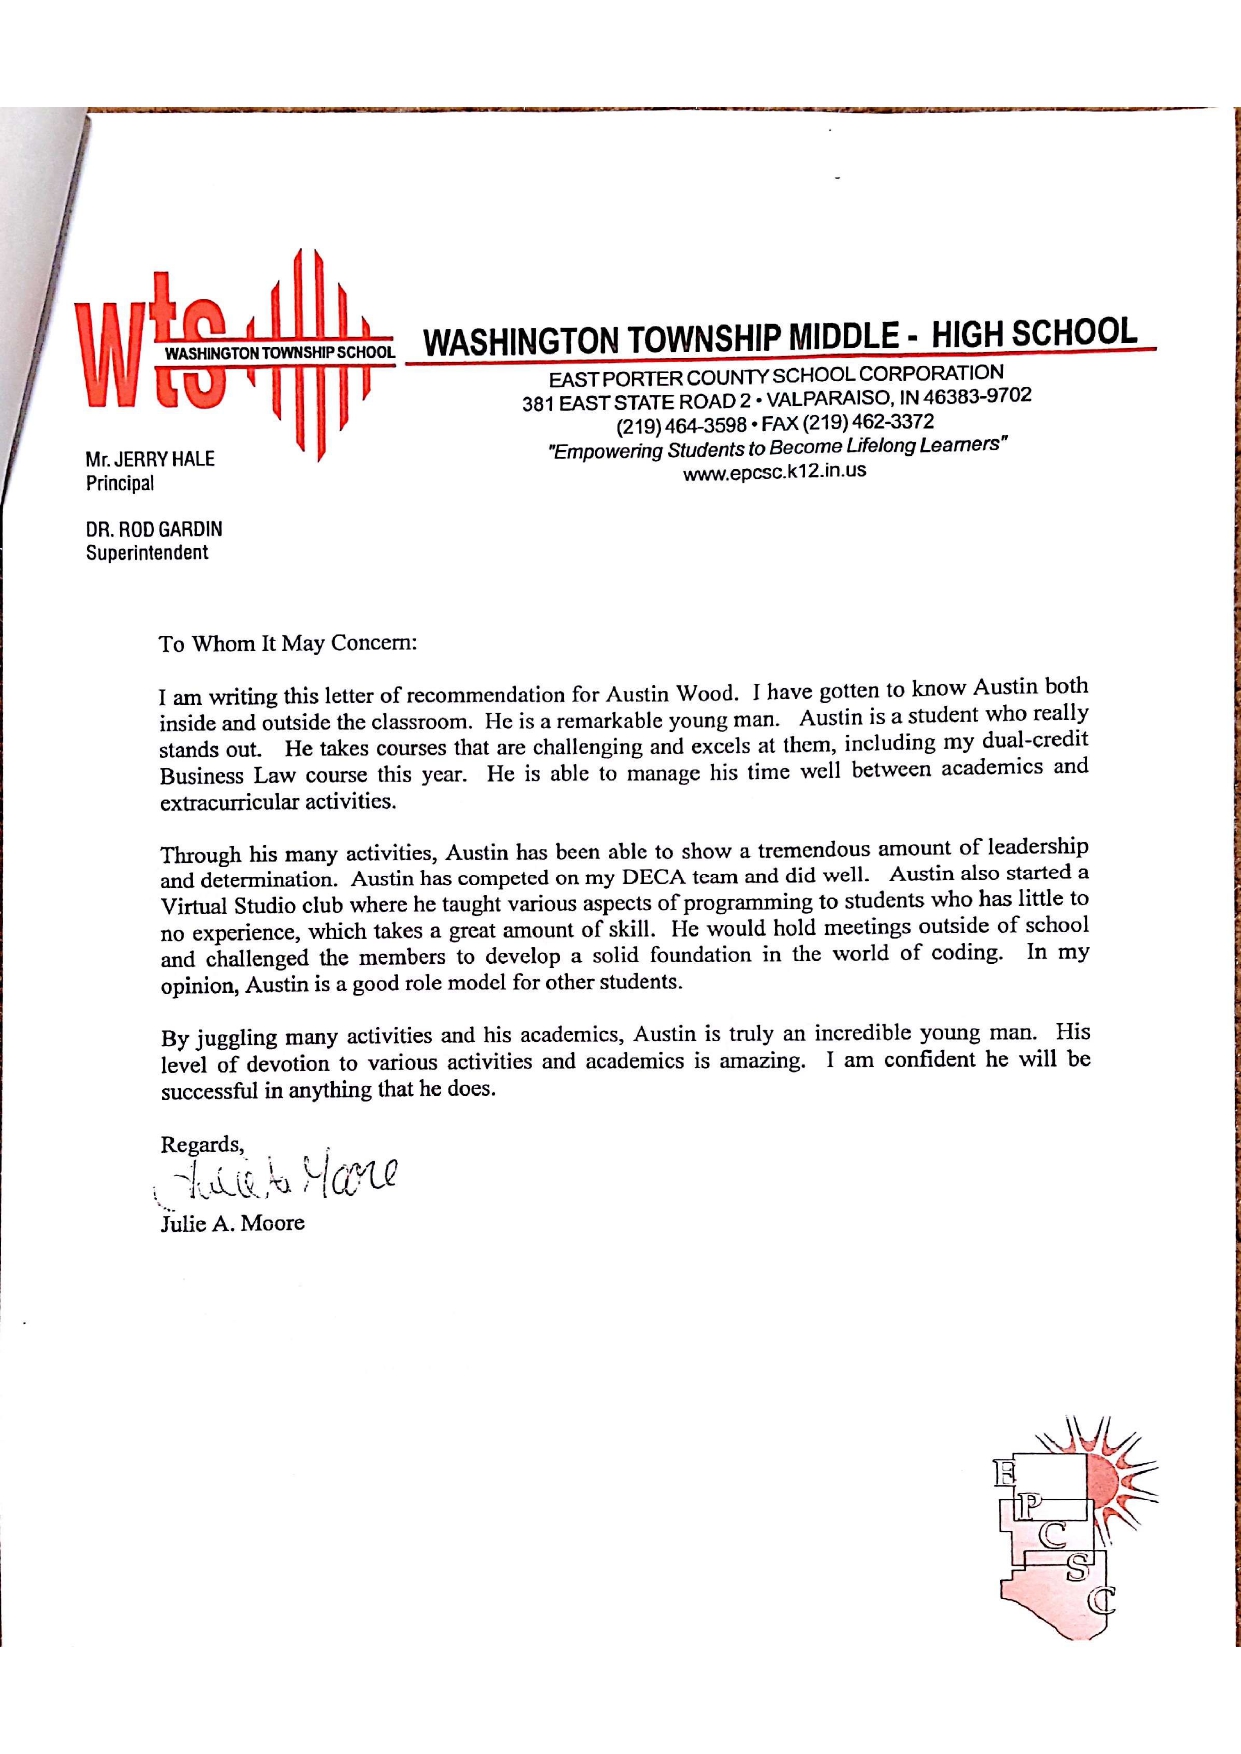 wts
WASHINGTON TOWNSHIP SCHOOL
WASHINGTON TOWNSHIP MIDDLE - HIGH SCHOOL
EAST PORTER COUNTY SCHOOL CORPORATION
381 EAST STATE ROAD 2 • VALPARAISO, IN 46383-9702
(219) 464-3598 • FAX (219) 462-3372
"Empowering Students to Become Lifelong Learners"
www.epcsc.k12.in.us
Mr. JERRY HALE
Principal
DR. ROD GARDIN
Superintendent
To Whom It May Concern:
I am writing this letter of recommendation for Austin Wood. I have gotten to know Austin both
inside and outside the classroom. He is a remarkable young man. Austin is a student who really
stands out. He takes courses that are challenging and excels at them, including my dual-credit
Business Law course this year. He is able to manage his time well between academics and
extracurricular activities.
Through his many activities, Austin has been able to show a tremendous amount of leadership
and determination. Austin has competed on my DECA team and did well. Austin also started a
Virtual Studio club where he taught various aspects of programming to students who has little to
no experience, which takes a great amount of skill. He would hold meetings outside of school
and challenged the members to develop a solid foundation in the world of coding. In my
opinion, Austin is a good role model for other students.
By juggling many activities and his academics, Austin is truly an incredible young man. His
level of devotion to various activities and academics is amazing. I am confident he will be
successful in anything that he does.
Regards,
Julie A. Moore
Julie A. Moore
E
P
C
S
C